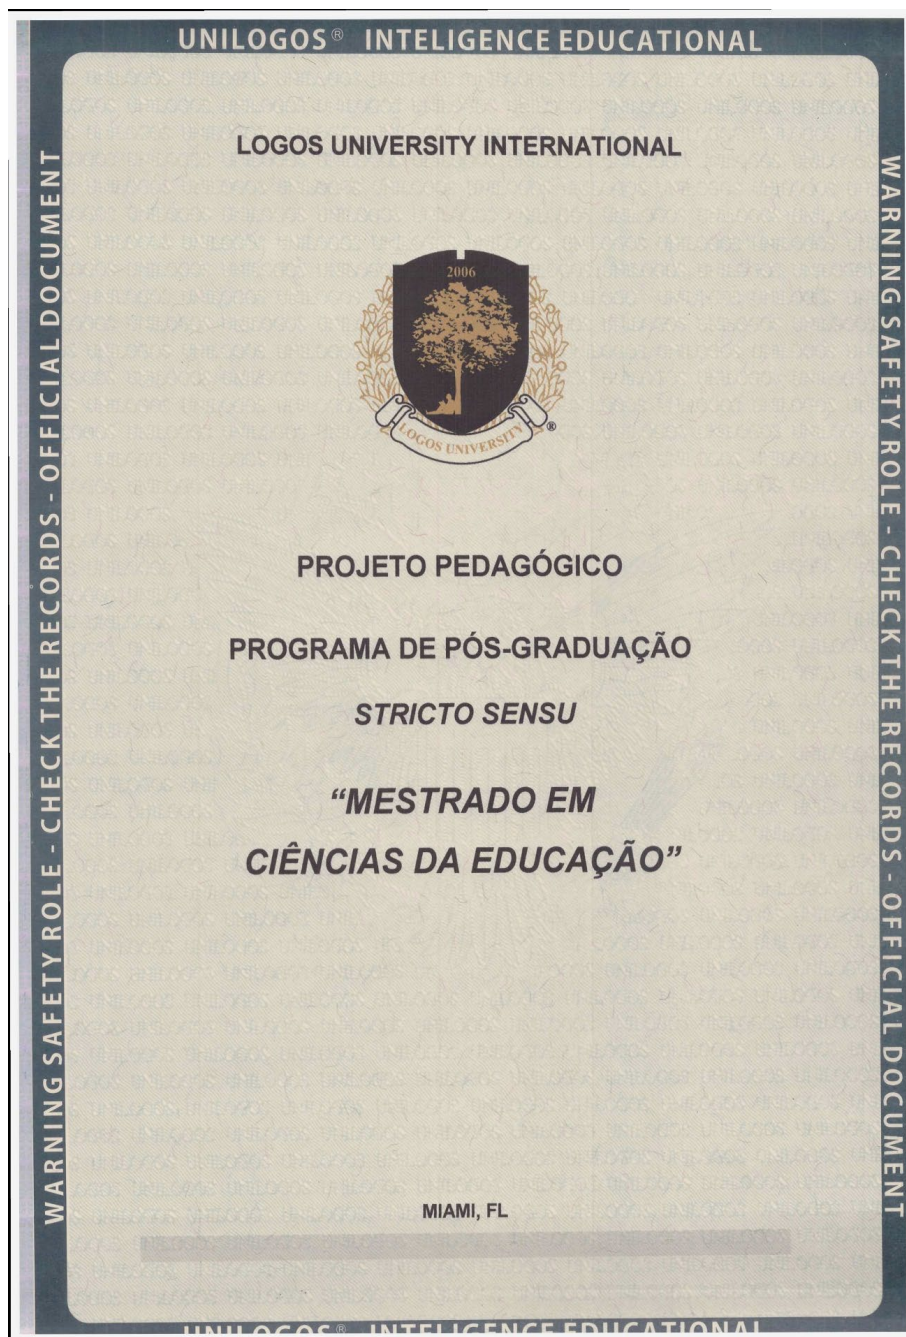 UNILOGOS® INTELIGENCE EDUCATIONAL
LOGOS UNIVERSITY INTERNATIONAL
2006
LOGOS UNIVERSITY ®
PROJETO PEDAGÓGICO
PROGRAMA DE PÓS-GRADUAÇÃO
STRICTO SENSU
“MESTRADO EM
CIÊNCIAS DA EDUCAÇÃO”
MIAMI, FL
WARNING SAFETY ROLE - CHECK THE RECORDS - OFFICIAL DOCUMENT
WARNING SAFETY ROLE - CHECK THE RECORDS - OFFICIAL DOCUMENT
UNILOGOS® INTELIGENCE EDUCATIONAL